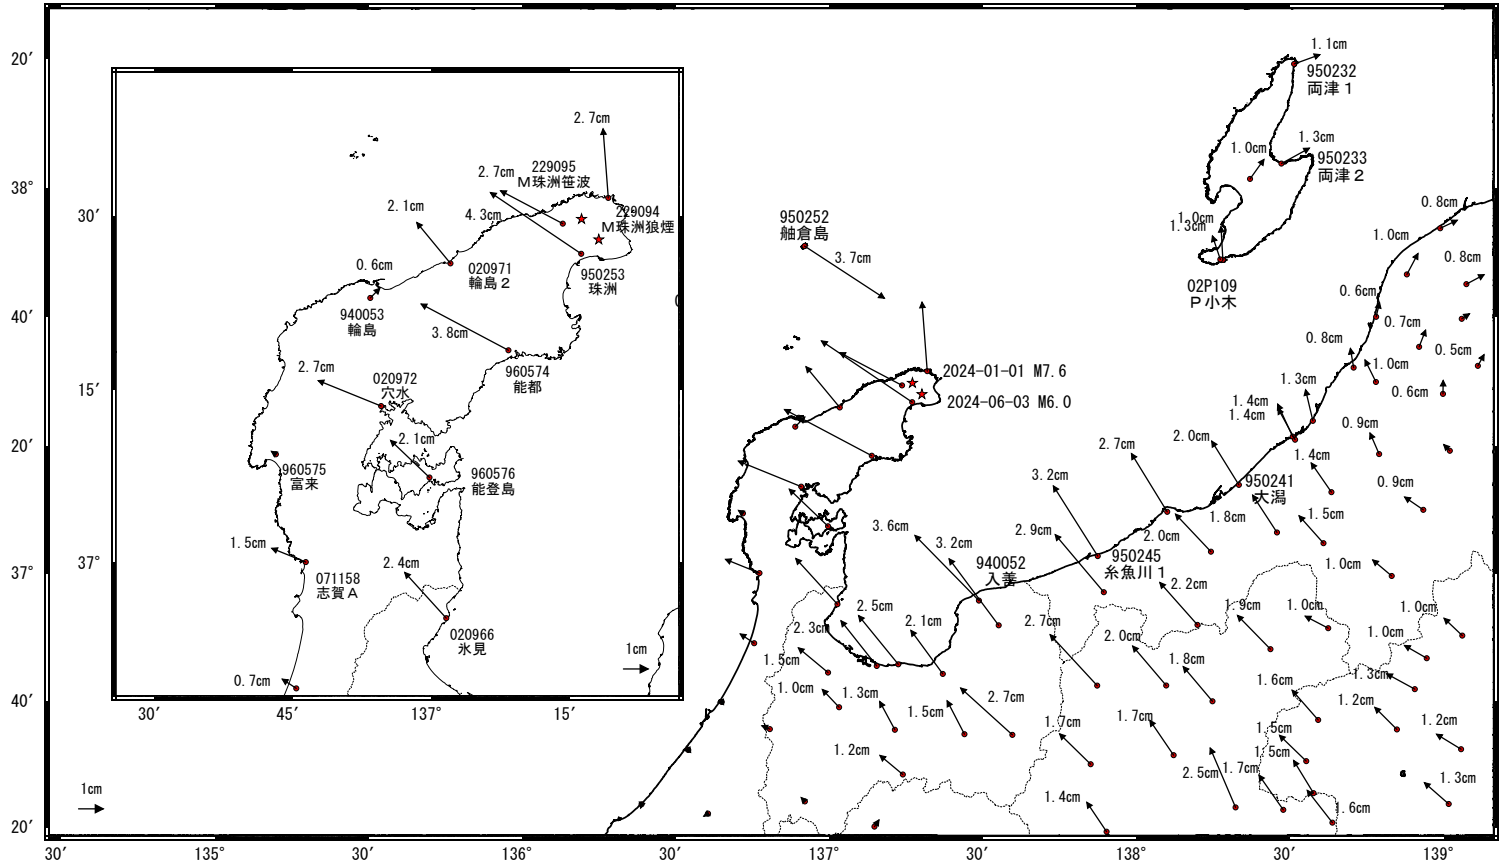 1.1cm
20′
950232
両津１
1.3cm
1.0cm
950233
両津２
38°
0.8cm
1.0cm
1.3cm
1.0cm
0.8cm
02P109
Ｐ小木
0.6cm
40′
0.7cm
0.8cm
1.0cm
0.5cm
0.6cm
1.3cm
1.4cm
1.4cm
0.9cm
20′
1.4cm
0.9cm
2.7cm
2.0cm
950241
大潟
1.8cm
1.5cm
3.2cm
2.9cm
2.0cm
3.6cm
3.2cm
940052
入善
950245
糸魚川１
37°
1.0cm
2.2cm
1.9cm
1.0cm
1.0cm
2.5cm
2.3cm
2.1cm
2.7cm
2.0cm
1.0cm
1.5cm
1.8cm
1.3cm
1.0cm
1.3cm
2.7cm
1.6cm
1.2cm
40′
1.5cm
1.7cm
1.7cm
1.5cm
1.2cm
1.2cm
1.5cm
2.5cm
1.7cm
1.3cm
1.4cm
1.6cm
20′
950252
舳倉島
3.7cm
2024-01-01 M7.6
2024-06-03 M6.0
1cm
30′
135°
30′
136°
30′
137°
30′
138°
30′
139°
2.7cm
2.7cm
229095
Ｍ珠洲笹波
2.1cm
4.3cm
229094
Ｍ珠洲狼煙
30′
0.6cm
020971
輪島２
950253
珠洲
940053
輪島
3.8cm
2.7cm
020972
穴水
960574
能都
15′
2.1cm
960575
富来
960576
能登島
1.5cm
37°
071158
志賀Ａ
2.4cm
020966
氷見
1cm
0.7cm
30′
45′
137°
15′